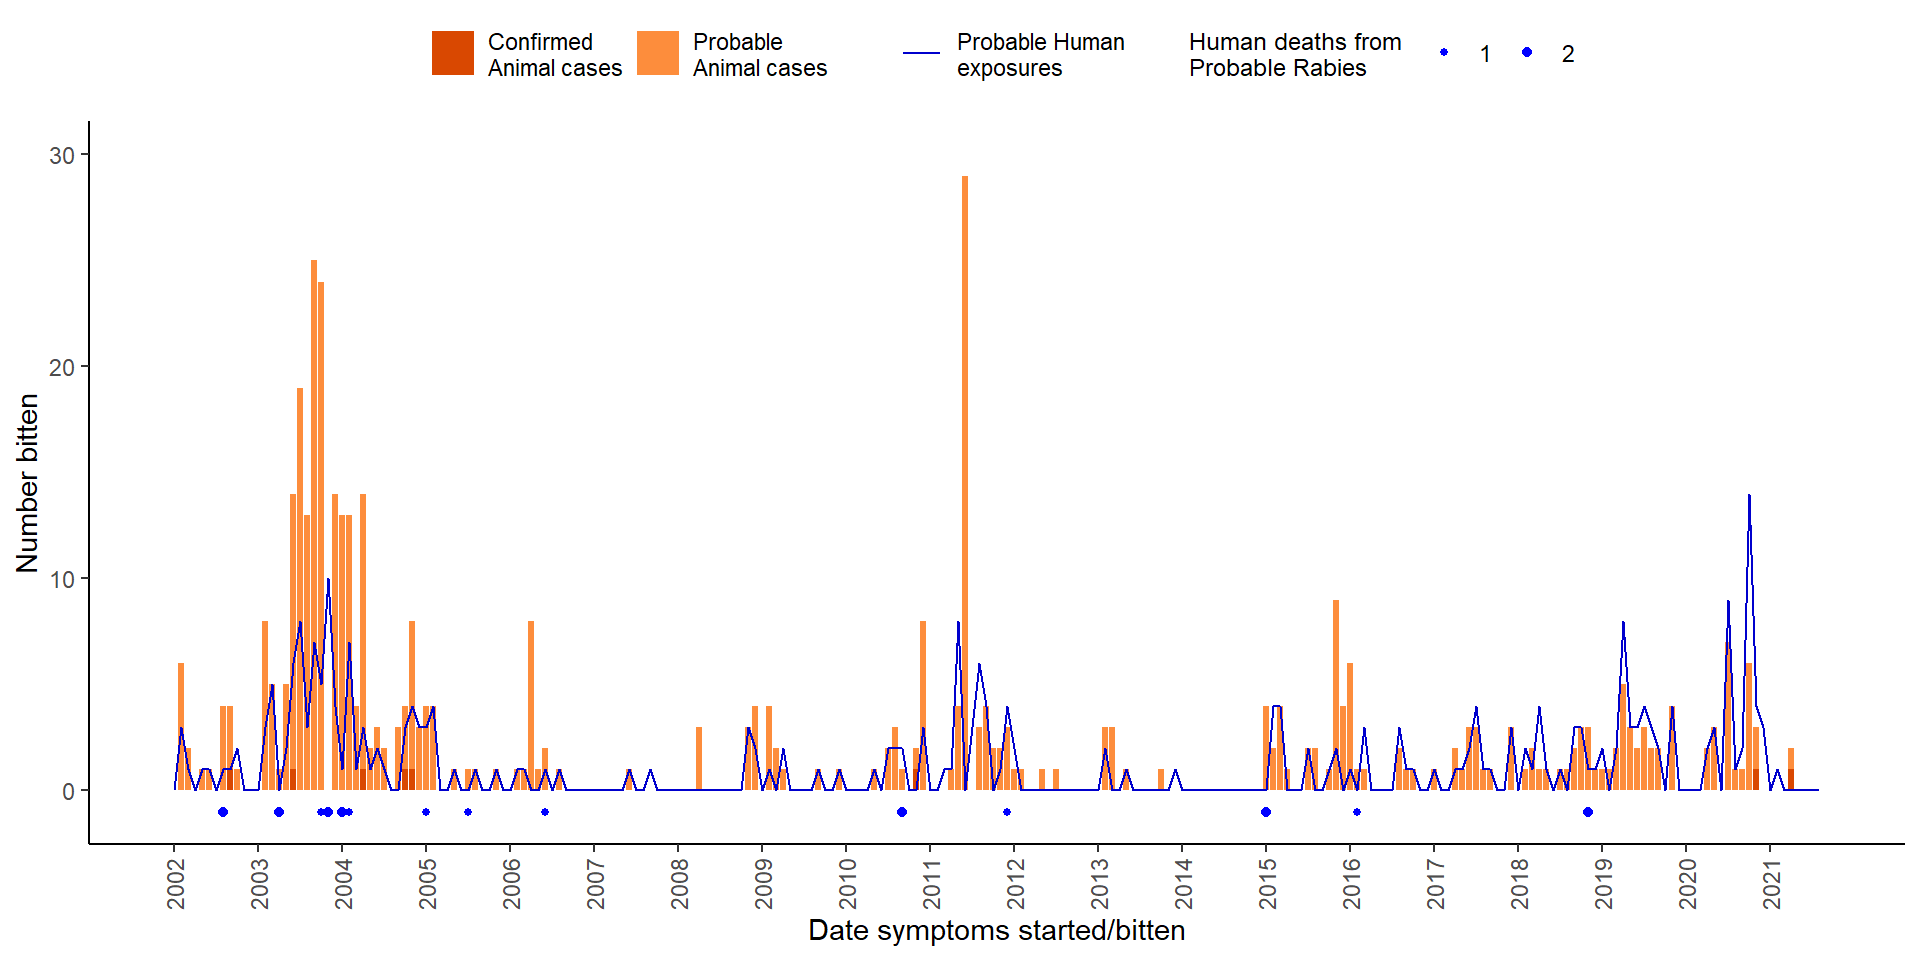 Confirmed
Animal cases
Probable
Animal cases
Probable Human
exposures
Human deaths from
Probable Rabies
1
2
30
20
10
0
Number bitten
2002
2003
2004
2005
2006
2007
2008
2009
2010
2011
2012
2013
2014
2015
2016
2017
2018
2019
2020
2021
Date symptoms started/bitten